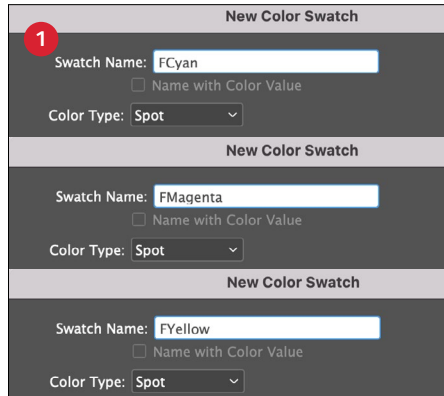 New Color Swatch
1
Swatch Name: FCyan
Name with Color Value
Color Type: Spot
New Color Swatch
Swatch Name: FMagenta
Name with Color Value
Color Type: Spot
New Color Swatch
Swatch Name: FYellow
Name with Color Value
Color Type: Spot